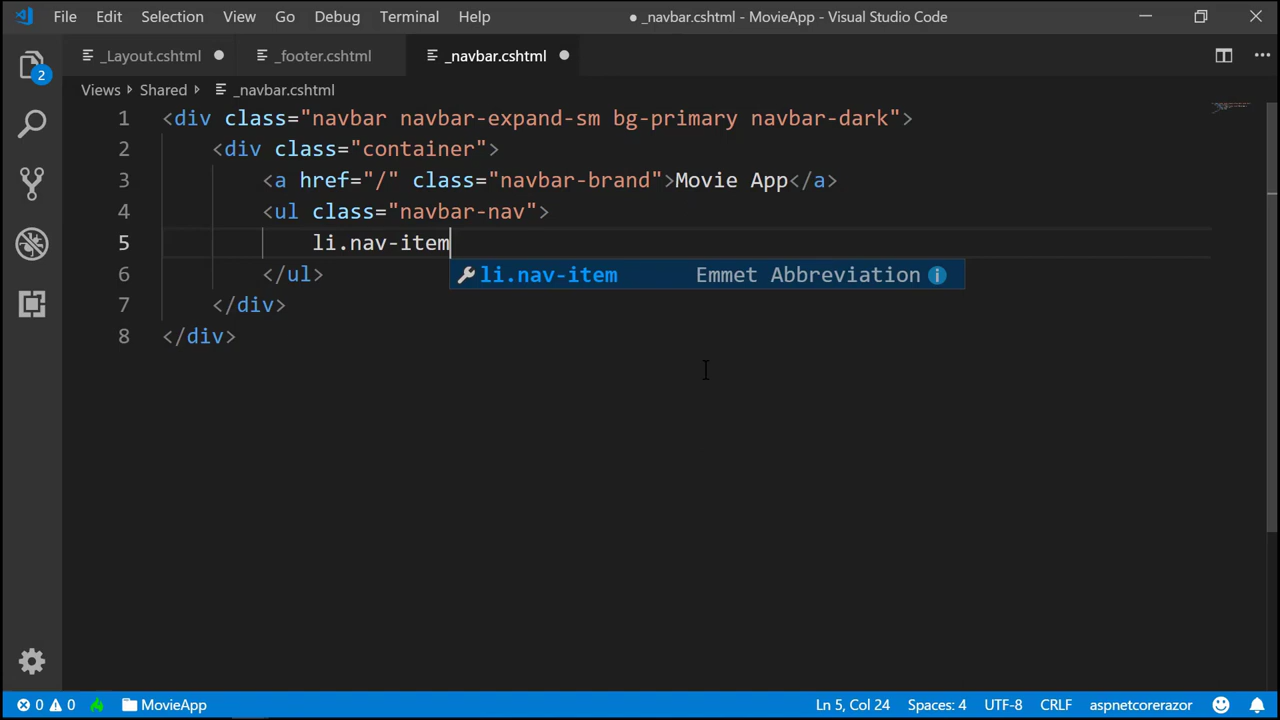 File Edit Selection View Go Debug Terminal Help ● _navbar.cshtml - MovieApp - Visual Studio Code
_Layout.cshtml _footer.cshtml _navbar.cshtml
Views Shared _navbar.cshtml
2
1 <div class="navbar navbar-expand-sm bg-primary navbar-dark">
2 <div class="container">
3 <a href="/" class="navbar-brand">Movie App</a>
4 <ul class="navbar-nav">
5 li.nav-item
6 </ul>
li.nav-item Emmet Abbreviation
7 </div>
8 </div>
0 0 MovieApp Ln 5, Col 24 Spaces: 4 UTF-8 CRLF aspnetcorerazor